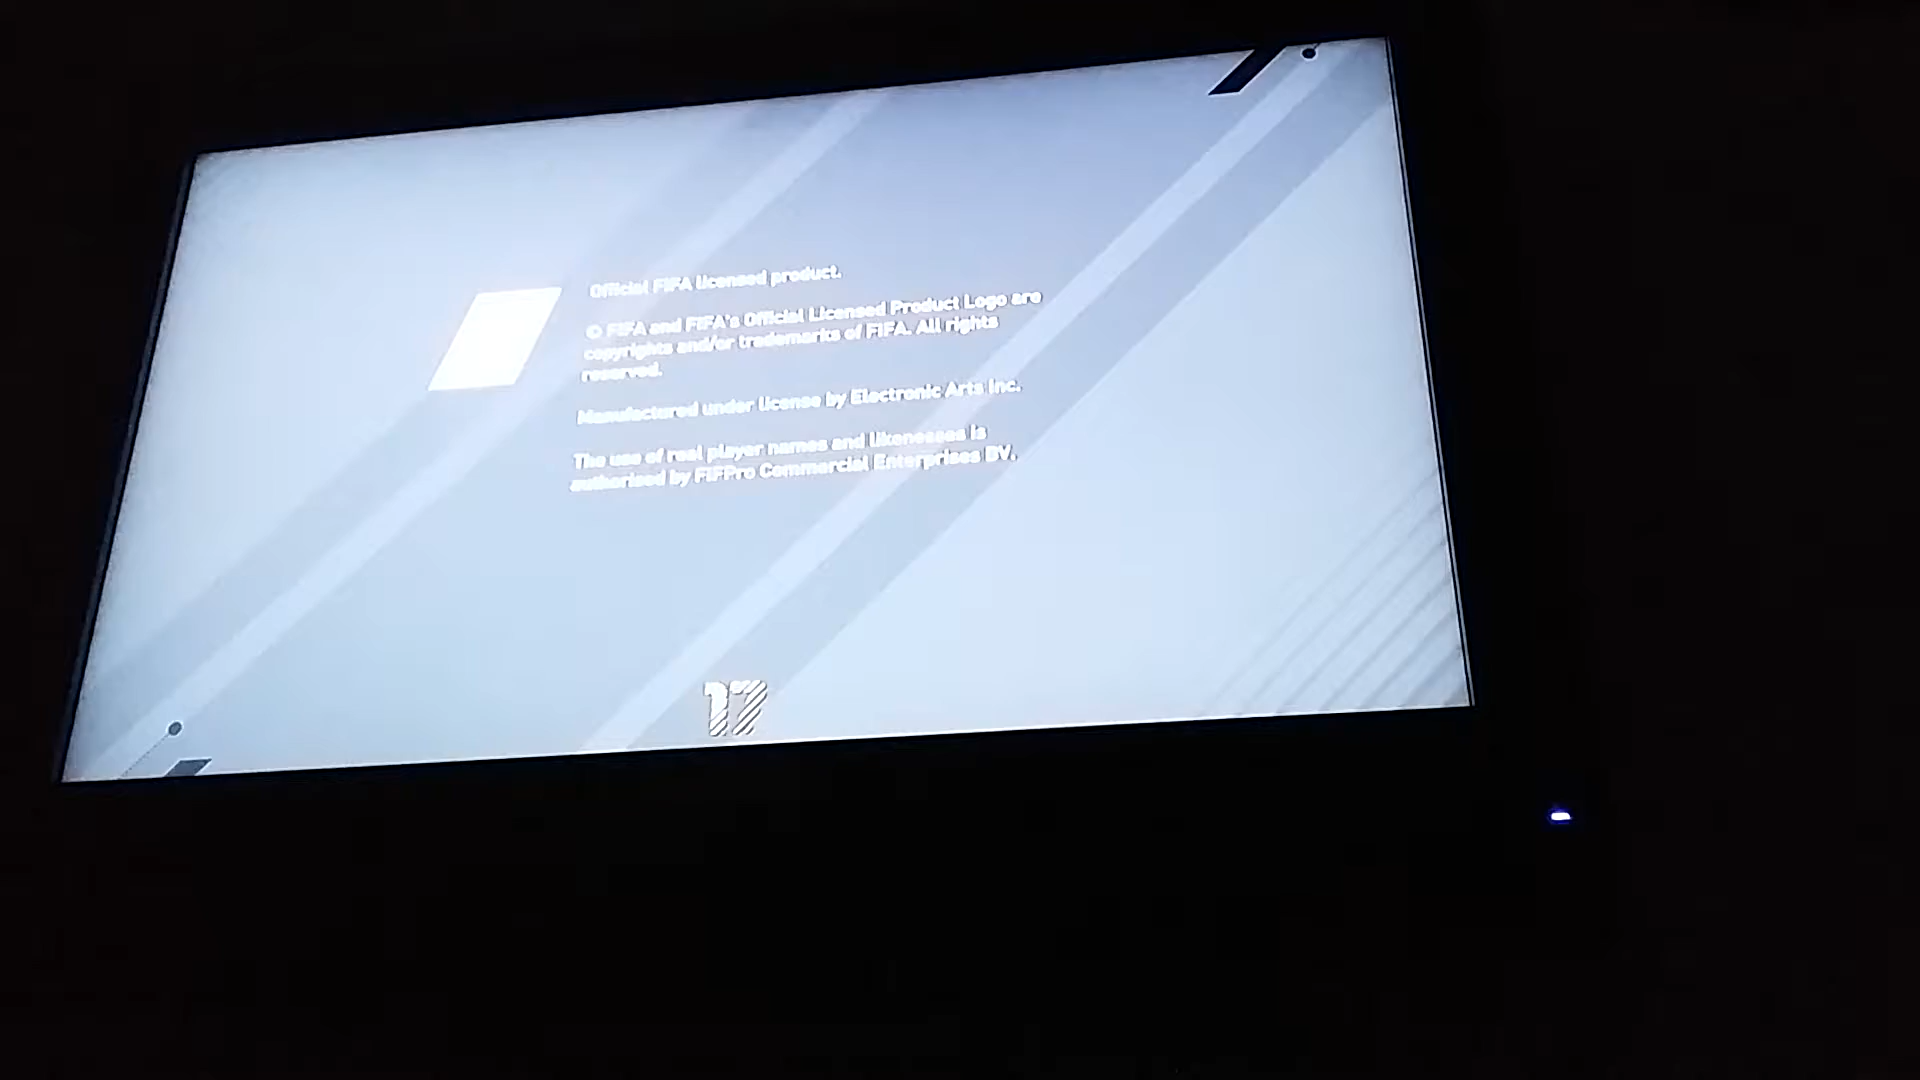 Official FIFA licensed product.
© FIFA and FIFA's Official Licensed Product Logo are
copyrights and/or trademarks of FIFA. All rights
reserved.
Manufactured under license by Electronic Arts Inc.
The use of real player names and likenesses is
authorised by FIFPro Commercial Enterprises BV.
17